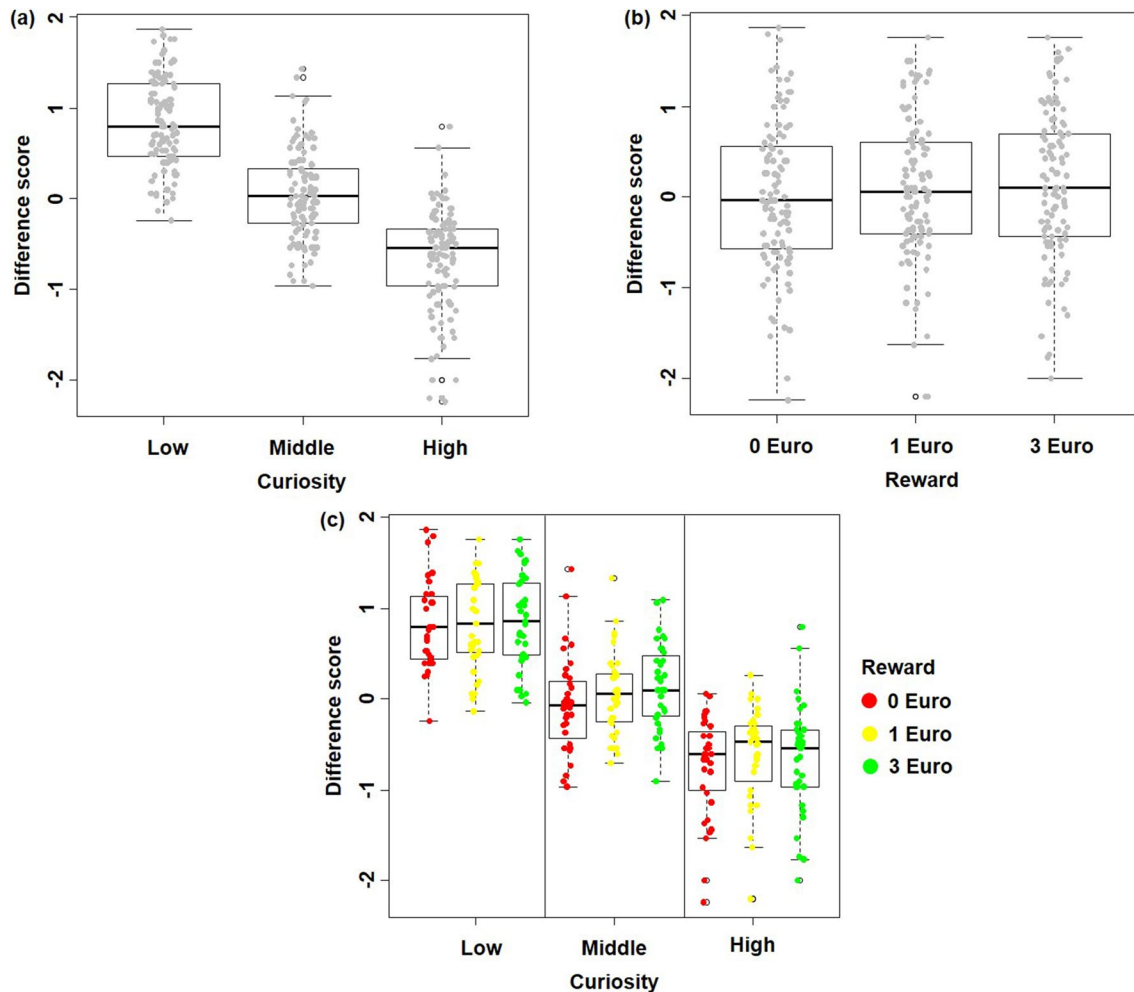 (a)
Difference score
2
1
0
-1
-2
Low Middle High
Curiosity
(b)
Difference score
2
1
0
-1
-2
0 Euro 1 Euro 3 Euro
Reward
(c)
Difference score
2
1
0
-1
-2
Low Middle High
Curiosity
Reward
0 Euro
1 Euro
3 Euro